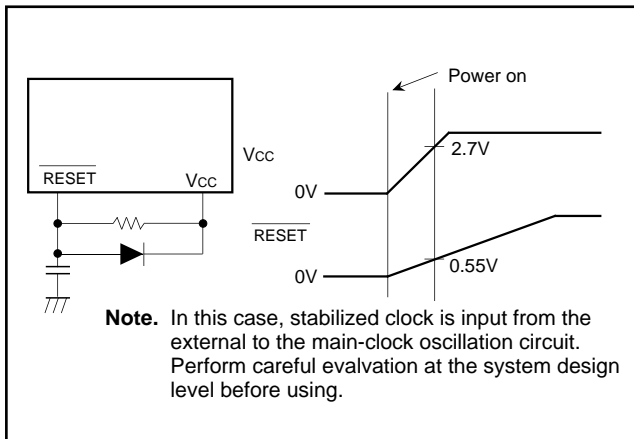 Power on
VCC
2.7V
RESET
VCC
0V
RESET
0.55V
0V
Note. In this case, stabilized clock is input from the
external to the main-clock oscillation circuit.
Perform careful evalvation at the system design
level before using.